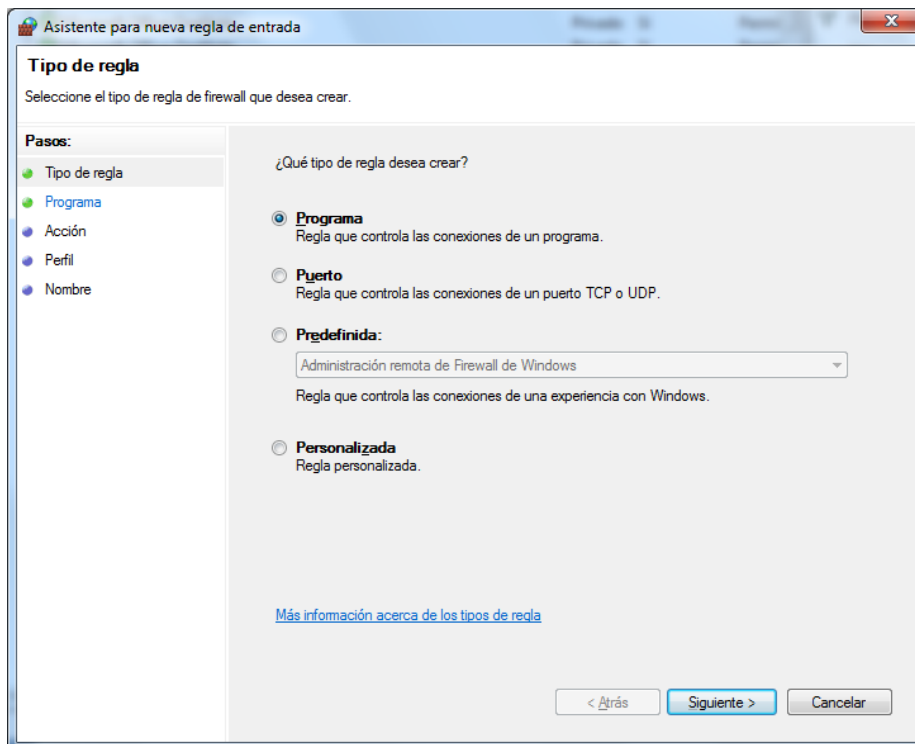 Asistente para nueva regla de entrada
Tipo de regla
Seleccione el tipo de regla de firewall que desea crear.
Pasos:
Tipo de regla
Programa
Acción
Perfil
Nombre
¿Qué tipo de regla desea crear?
Programa
Regla que controla las conexiones de un programa.
Puerto
Regla que controla las conexiones de un puerto TCP o UDP.
Predefinida:
Administración remota de Firewall de Windows
Regla que controla las conexiones de una experiencia con Windows.
Personalizada
Regla personalizada.
Más información acerca de los tipos de regla
< Atrás
Siguiente >
Cancelar